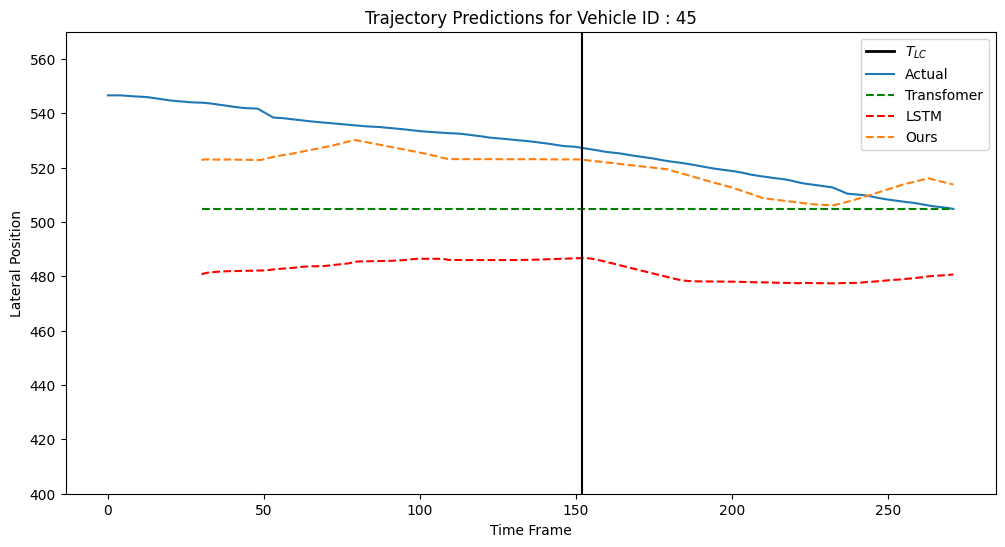 Trajectory Predictions for Vehicle ID : 45
T_LC
Actual
Transfomer
LSTM
Ours
Lateral Position
560
540
520
500
480
460
440
420
400
0
50
100
150
200
250
Time Frame